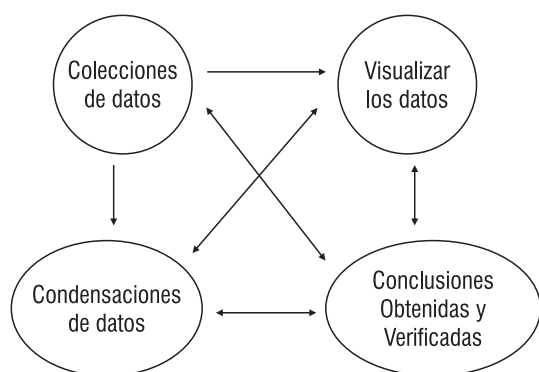 Colecciones
de datos
Visualizar
los datos
Condensaciones
de datos
Conclusiones
Obtenidas y
Verificadas